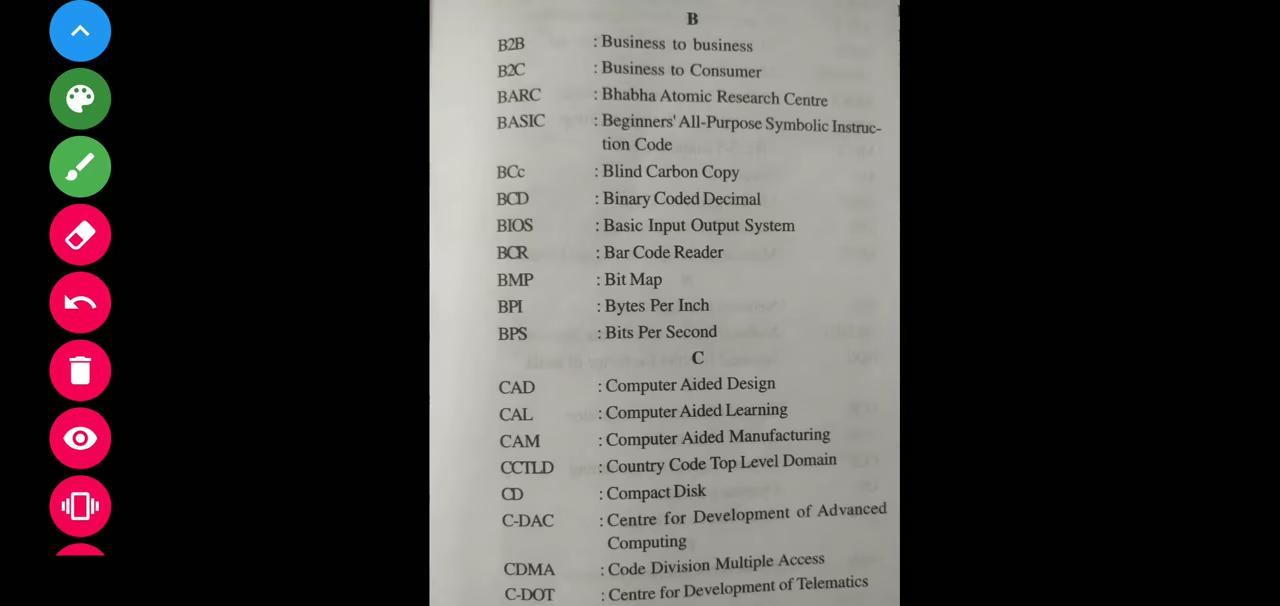 B
B2B : Business to business
B2C : Business to Consumer
BARC : Bhabha Atomic Research Centre
BASIC : Beginners' All-Purpose Symbolic Instruc-
tion Code
BCc : Blind Carbon Copy
BCD : Binary Coded Decimal
BIOS : Basic Input Output System
BCR : Bar Code Reader
BMP : Bit Map
BPI : Bytes Per Inch
BPS : Bits Per Second
C
CAD : Computer Aided Design
CAL : Computer Aided Learning
CAM : Computer Aided Manufacturing
CCTLD : Country Code Top Level Domain
CD : Compact Disk
C-DAC : Centre for Development of Advanced
Computing
CDMA : Code Division Multiple Access
C-DOT : Centre for Development of Telematics